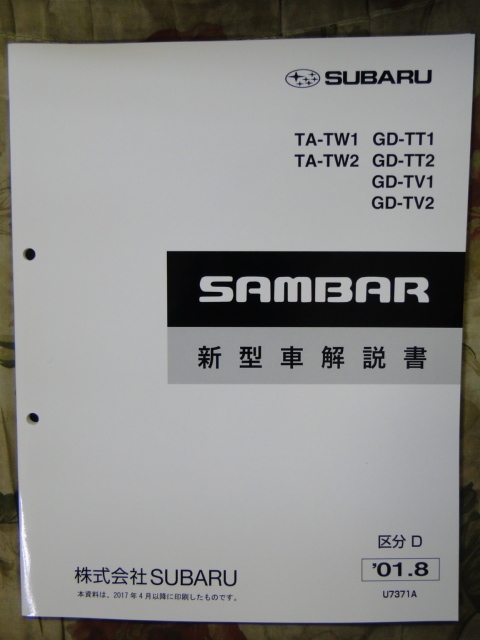 SUBARU
TA-TW1 GD-TT1
TA-TW2 GD-TT2
GD-TV1
GD-TV2
SAMBAR
新型車解説書
区分 D
'01.8
株式会社SUBARU
本資料は、2017年4月以降に印刷したものです。
U7371A